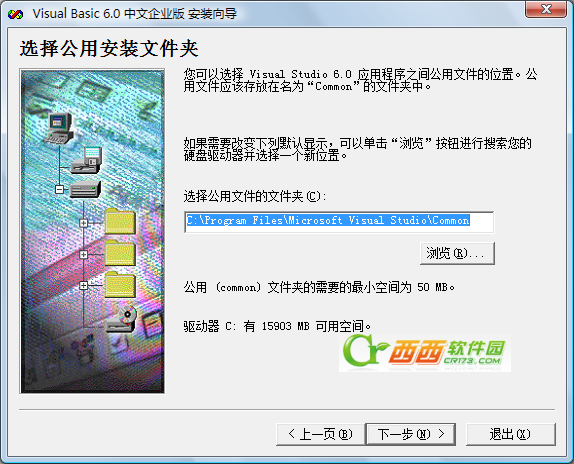 Visual Basic 6.0 中文企业版 安装向导
选择公用安装文件夹
您可以选择 Visual Studio 6.0 应用程序之间公用文件的位置。公
用文件应该存放在名为“Common”的文件夹中。
如果需要改变下列默认显示，可以单击“浏览”按钮进行搜索您的
硬盘驱动器并选择一个新位置。
选择公用文件的文件夹(C):
C:\Program Files\Microsoft Visual Studio\Common
浏览(R)...
公用 (common) 文件夹的需要的最小空间为 50 MB。
驱动器 C: 有 15903 MB 可用空间。
Cr 西西软件园
CR173.com
< 上一页(B)
下一步(N) >
退出(X)